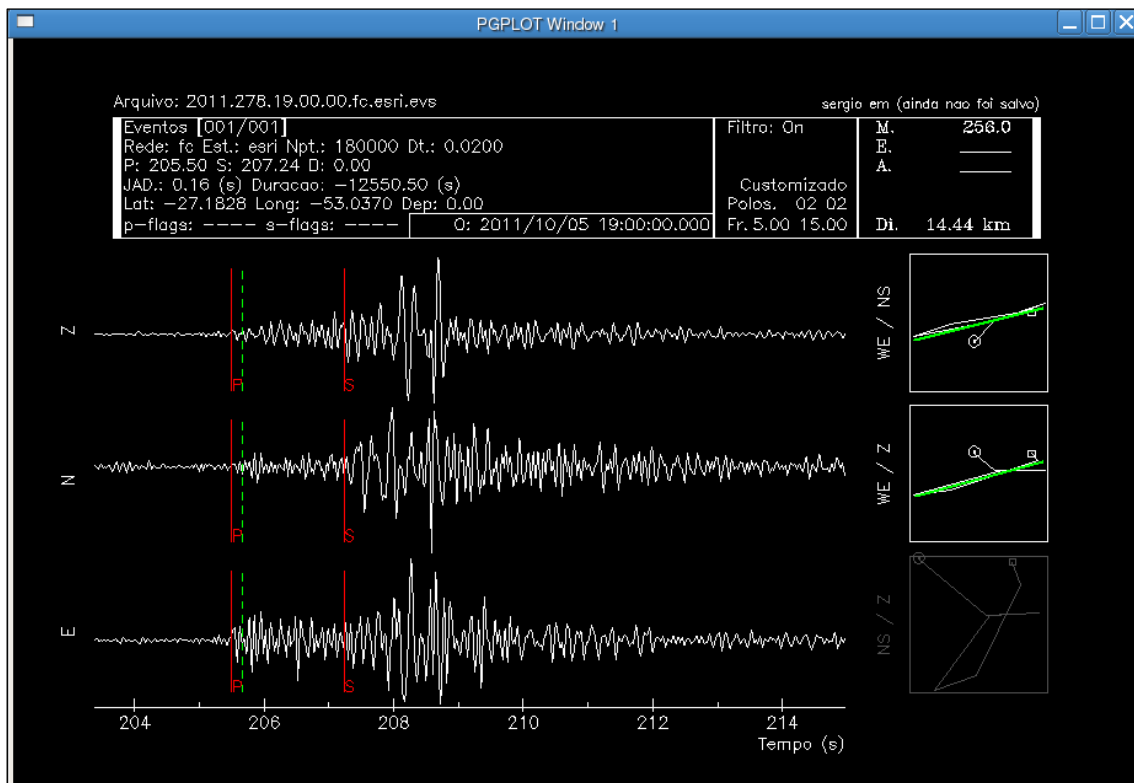 PGPLOT Window 1
Arquivo: 2011.278.19.00.00.fc.esri.evs
sergio em (ainda nao foi salvo)
Eventos [001/001]
Rede: fc Est.: esri Npt.: 180000 Dt.: 0.0200
P: 205.50 S: 207.24 D: 0.00
JAD.: 0.16 (s) Duracao: -12550.50 (s)
Lat: -27.1828 Long: -53.0370 Dep: 0.00
p-flags: ---- s-flags: ----
O: 2011/10/05 19:00:00.000
Filtro: On
Customizado
Polos. 02 02
Fr. 5.00 15.00
M. 256.0
E. ____
A. ____
Di. 14.44 km
Z
P
S
WE / NS
N
P
S
WE / Z
E
P
S
NS / Z
204 206 208 210 212 214
Tempo (s)